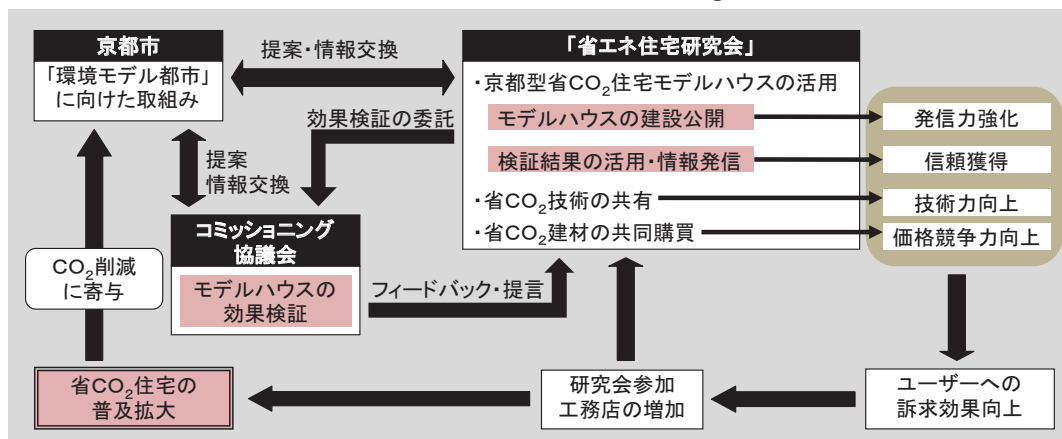 京都市
「環境モデル都市」
に向けた取組み
提案・情報交換
「省エネ住宅研究会」
・京都型省CO2住宅モデルハウスの活用
モデルハウスの建設公開
検証結果の活用・情報発信
・省CO2技術の共有
・省CO2建材の共同購買
発信力強化
信頼獲得
技術力向上
価格競争力向上
効果検証の委託
提案
情報交換
コミッショニング
協議会
モデルハウスの
効果検証
フィードバック・提言
CO2削減
に寄与
省CO2住宅の
普及拡大
研究会参加
工務店の増加
ユーザーへの
訴求効果向上